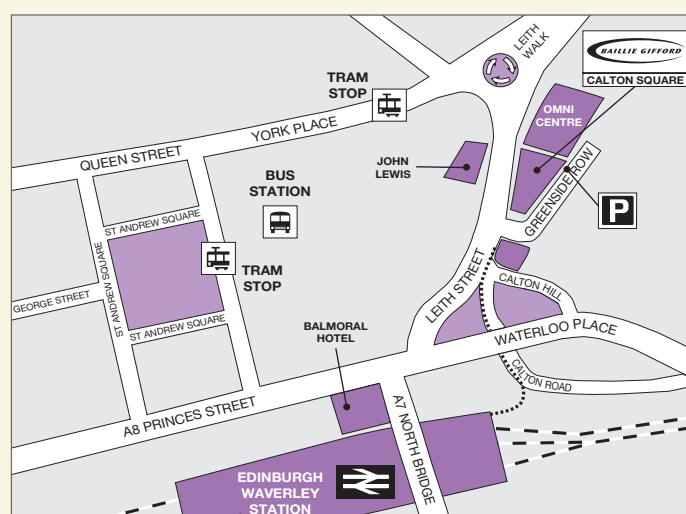 LEITH
WALK
BAILLIE GIFFORD
CALTON SQUARE
TRAM
STOP
OMNI
CENTRE
YORK PLACE
QUEEN STREET
JOHN
LEWIS
BUS
STATION
GREENSIDE ROW
P
ST ANDREW SQUARE
ST ANDREW SQUARE
TRAM
STOP
GEORGE STREET
LEITH STREET
CALTON HILL
ST ANDREW SQUARE
BALMORAL
HOTEL
WATERLOO PLACE
CALTON ROAD
A8 PRINCES STREET
A7 NORTH BRIDGE
EDINBURGH
WAVERLEY
STATION